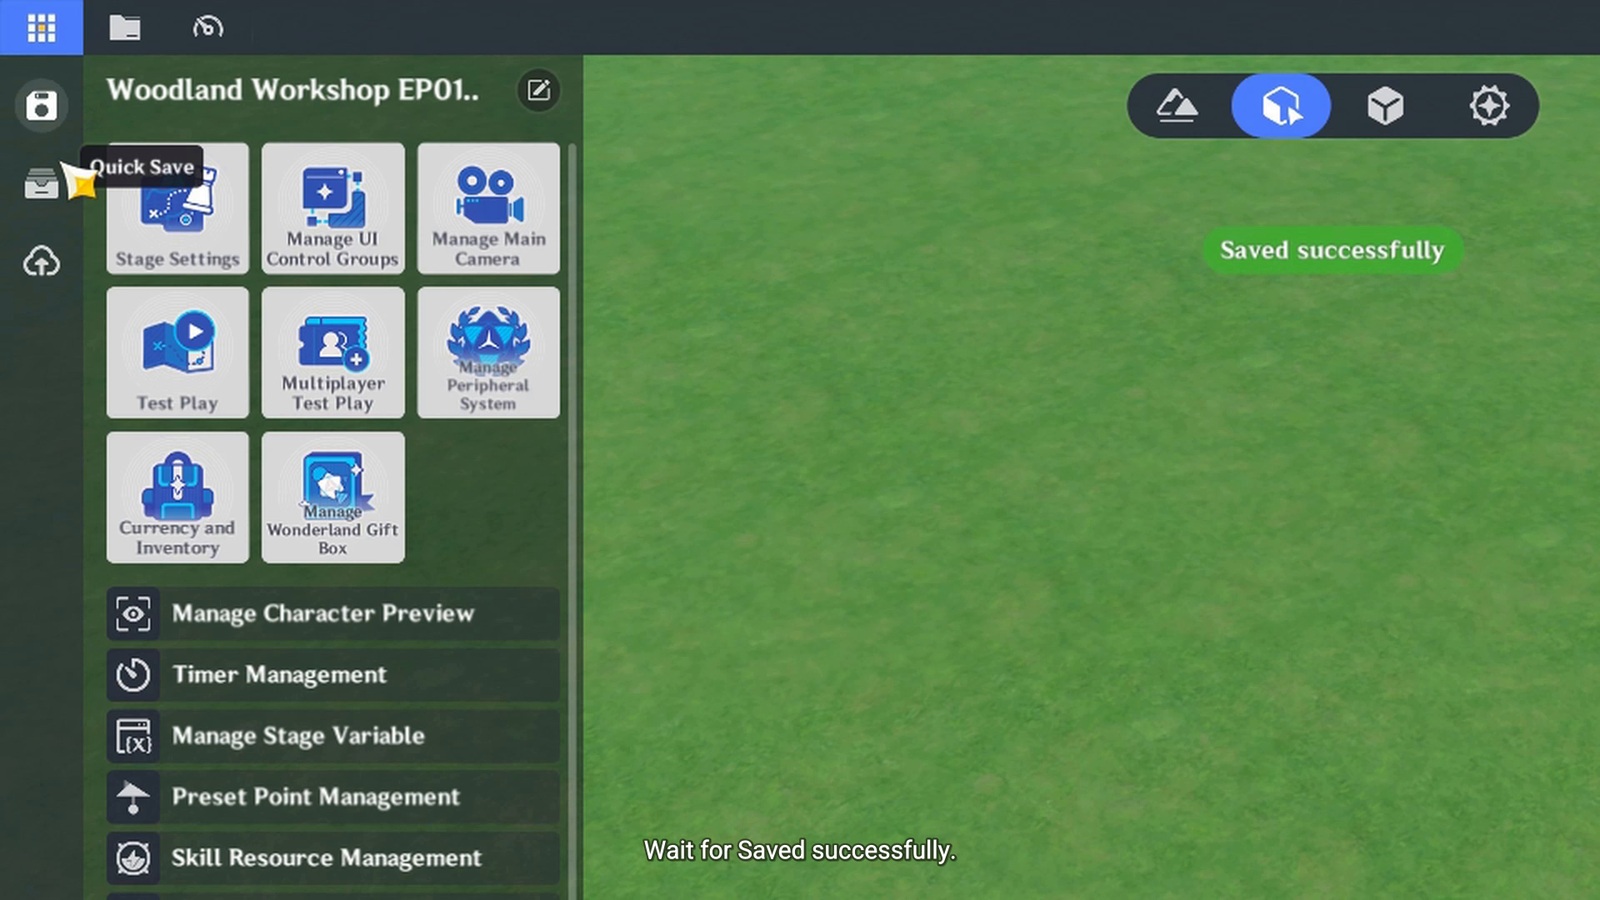 Woodland Workshop EP01..
Quick Save
Stage Settings
Manage UI
Control Groups
Manage Main
Camera
Test Play
Multiplayer
Test Play
Manage
Peripheral
System
Currency and
Inventory
Manage
Wonderland Gift
Box
Manage Character Preview
Timer Management
Manage Stage Variable
{x}
Preset Point Management
Skill Resource Management
Saved successfully
Wait for Saved successfully.